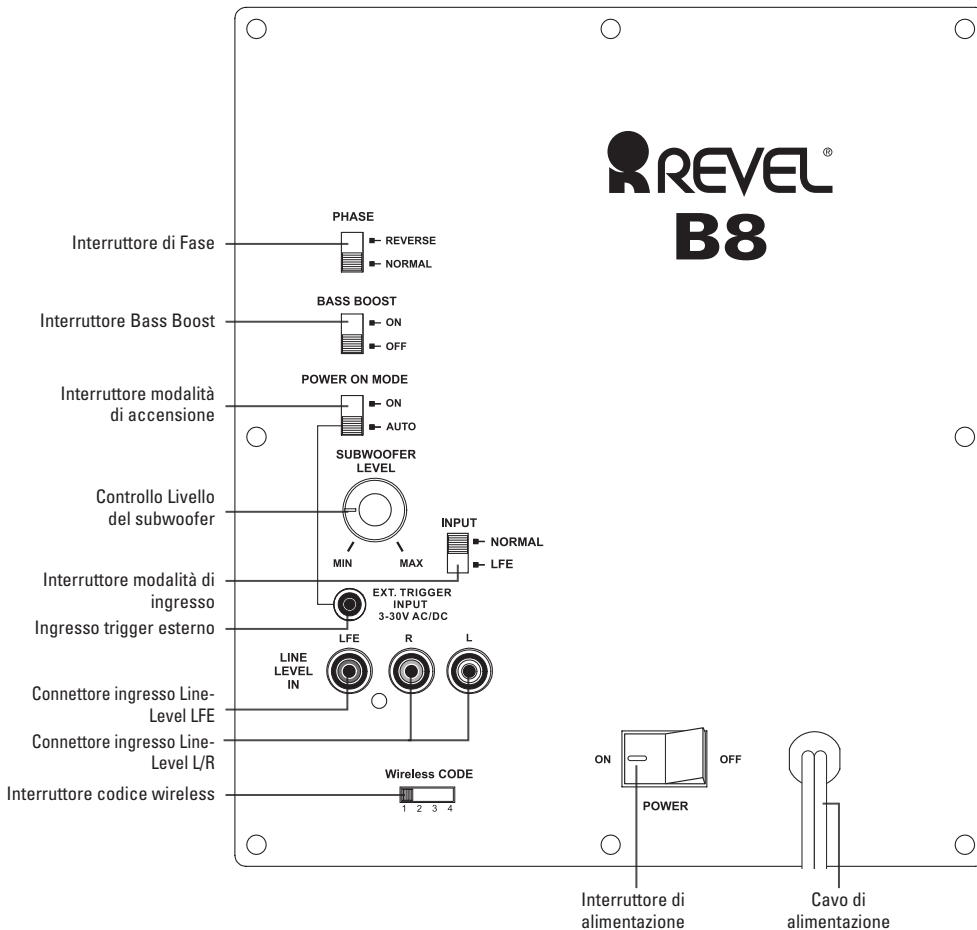 REVEL®
B8
PHASE
Interruttore di Fase
REVERSE
NORMAL
BASS BOOST
Interruttore Bass Boost
ON
OFF
POWER ON MODE
Interruttore modalità
di accensione
ON
AUTO
SUBWOOFER
LEVEL
Controllo Livello
del subwoofer
MIN
MAX
INPUT
NORMAL
LFE
Interruttore modalità di
ingresso
EXT. TRIGGER
INPUT
3-30V AC/DC
Ingresso trigger esterno
LFE
R
L
LINE
LEVEL
IN
Connettore ingresso Line-
Level LFE
Connettore ingresso Line-
Level L/R
Wireless CODE
Interruttore codice wireless
1 2 3 4
ON
OFF
POWER
Interruttore di
alimentazione
Cavo di
alimentazione